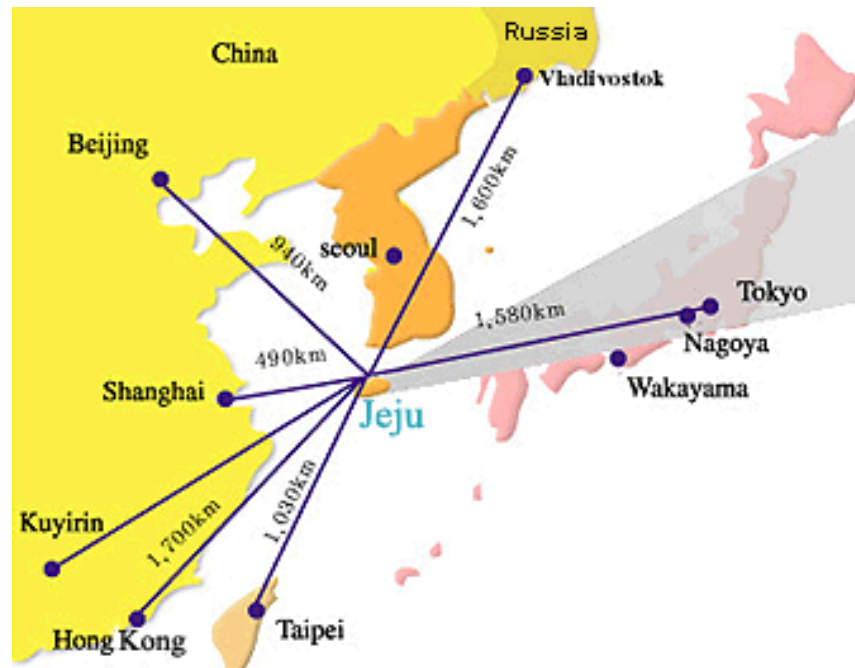 Russia
China
Vladivostok
Beijing
1,600km
seoul
940km
Tokyo
1,580km
Nagoya
490km
Shanghai
Wakayama
Jeju
1,030km
1,700km
Kuyirin
Taipei
Hong Kong